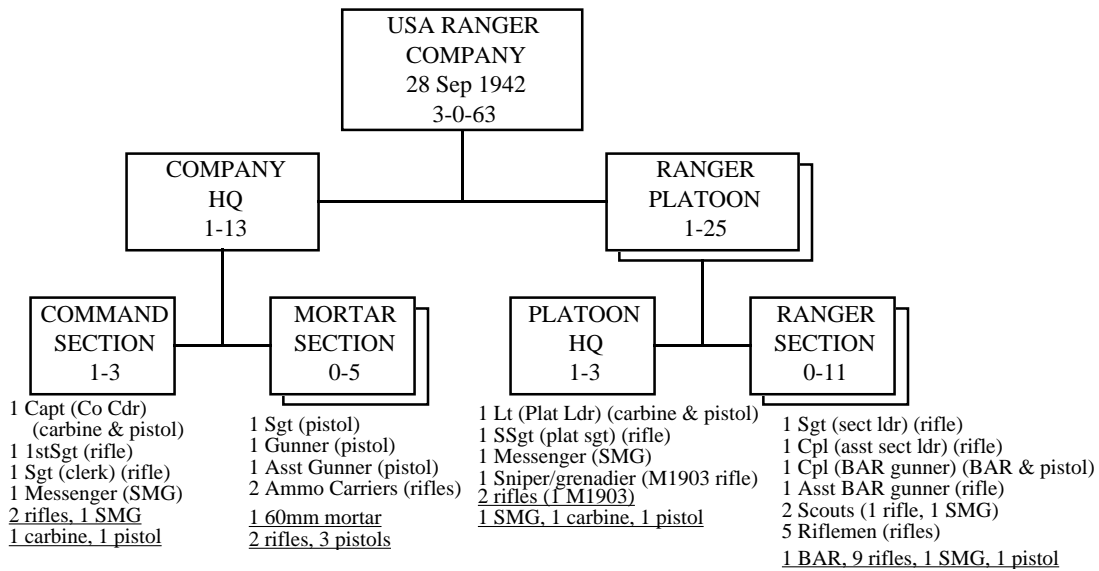 USA RANGER
COMPANY
28 Sep 1942
3-0-63
COMPANY
HQ
1-13
RANGER
PLATOON
1-25
COMMAND
SECTION
1-3
MORTAR
SECTION
0-5
PLATOON
HQ
1-3
RANGER
SECTION
0-11
1 Capt (Co Cdr)
(carbine & pistol)
1 1stSgt (rifle)
1 Sgt (clerk) (rifle)
1 Messenger (SMG)
2 rifles, 1 SMG
1 carbine, 1 pistol
1 Sgt (pistol)
1 Gunner (pistol)
1 Asst Gunner (pistol)
2 Ammo Carriers (rifles)
1 60mm mortar
2 rifles, 3 pistols
1 Lt (Plat Ldr) (carbine & pistol)
1 SSgt (plat sgt) (rifle)
1 Messenger (SMG)
1 Sniper/grenadier (M1903 rifle)
2 rifles (1 M1903)
1 SMG, 1 carbine, 1 pistol
1 Sgt (sect ldr) (rifle)
1 Cpl (asst sect ldr) (rifle)
1 Cpl (BAR gunner) (BAR & pistol)
1 Asst BAR gunner (rifle)
2 Scouts (1 rifle, 1 SMG)
5 Riflemen (rifles)
1 BAR, 9 rifles, 1 SMG, 1 pistol